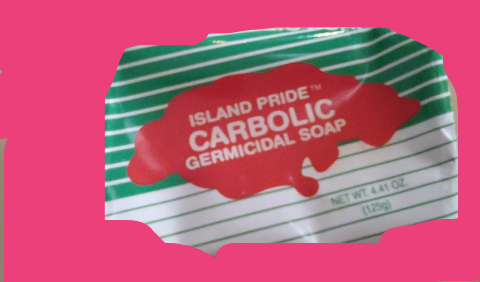 ISLAND PRIDE™
CARBOLIC
GERMICIDAL SOAP
NET WT. 4.41 OZ.
(125g)